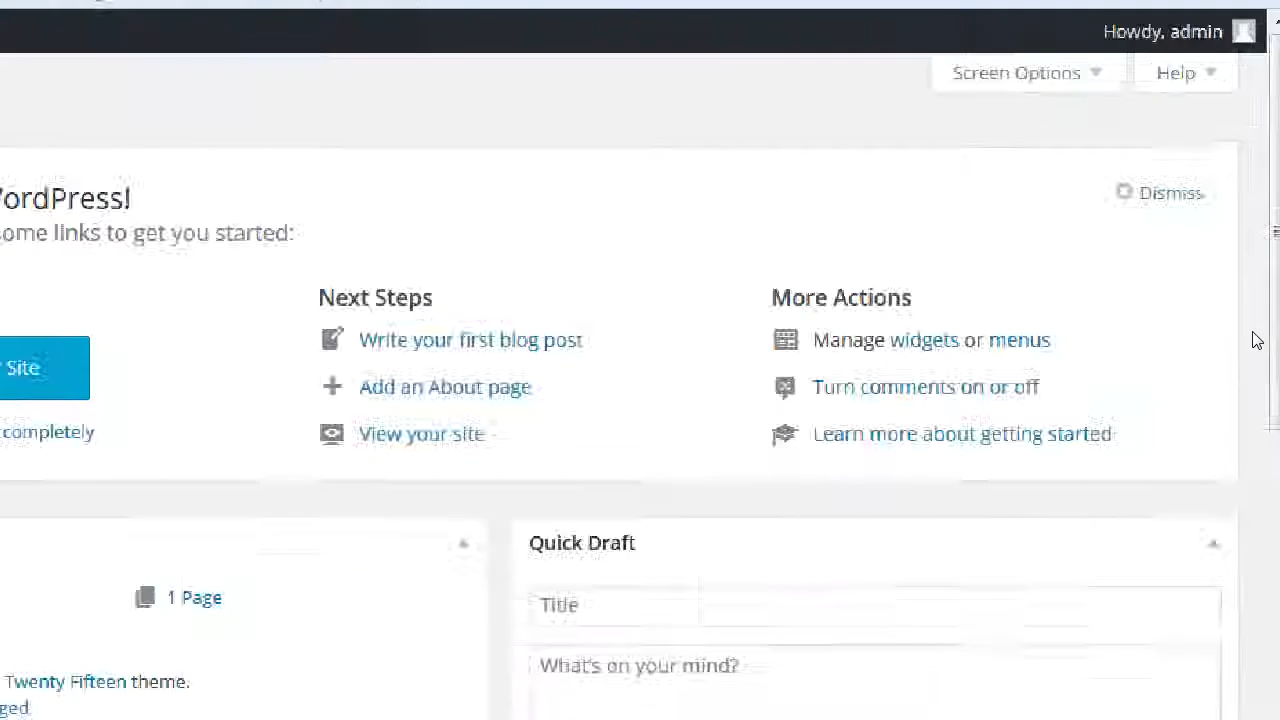 Howdy, admin
Screen Options
Help
WordPress!
some links to get you started:
Dismiss
Next Steps
More Actions
Write your first blog post
Manage widgets or menus
Site
Add an About page
Turn comments on or off
completely
View your site
Learn more about getting started
Quick Draft
1 Page
Title
What's on your mind?
Twenty Fifteen theme.
ged